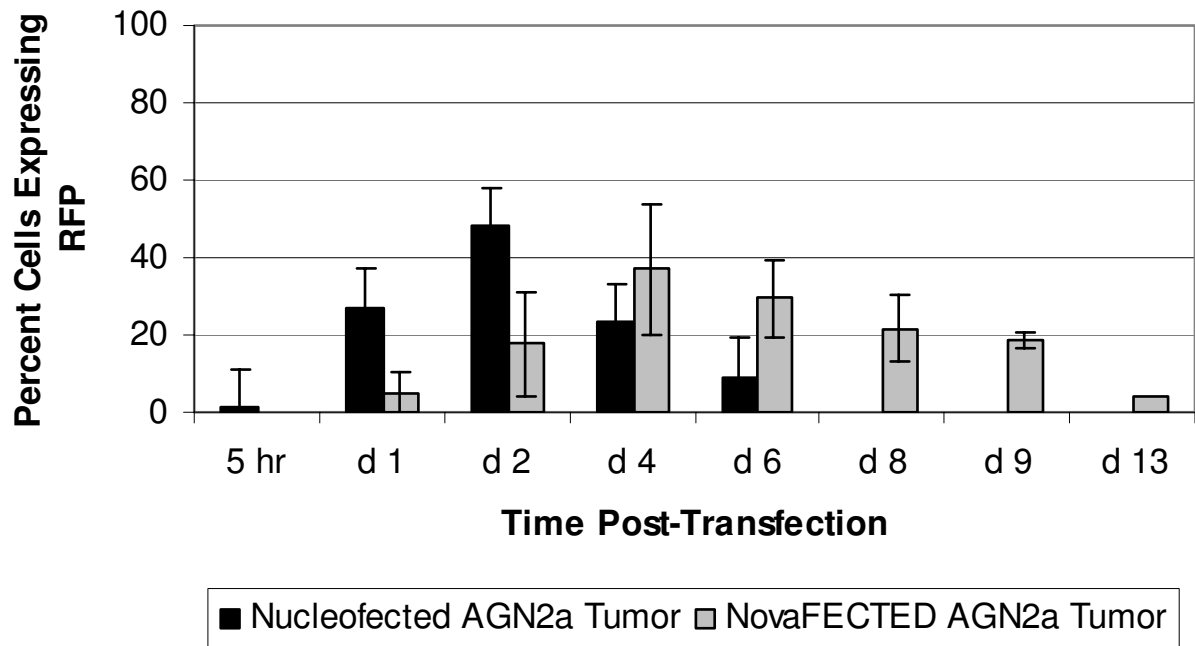 Percent Cells Expressing
RFP
100
80
60
40
20
0
5 hr d 1 d 2 d 4 d 6 d 8 d 9 d 13
Time Post-Transfection
Nucleofected AGN2a Tumor NovaFECTED AGN2a Tumor